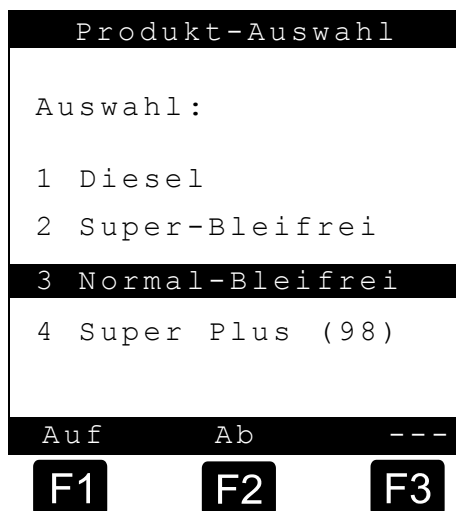 Produkt-Auswahl
Auswahl:
1 Diesel
2 Super-Bleifrei
3 Normal-Bleifrei
4 Super Plus (98)
Auf Ab ---
F1 F2 F3